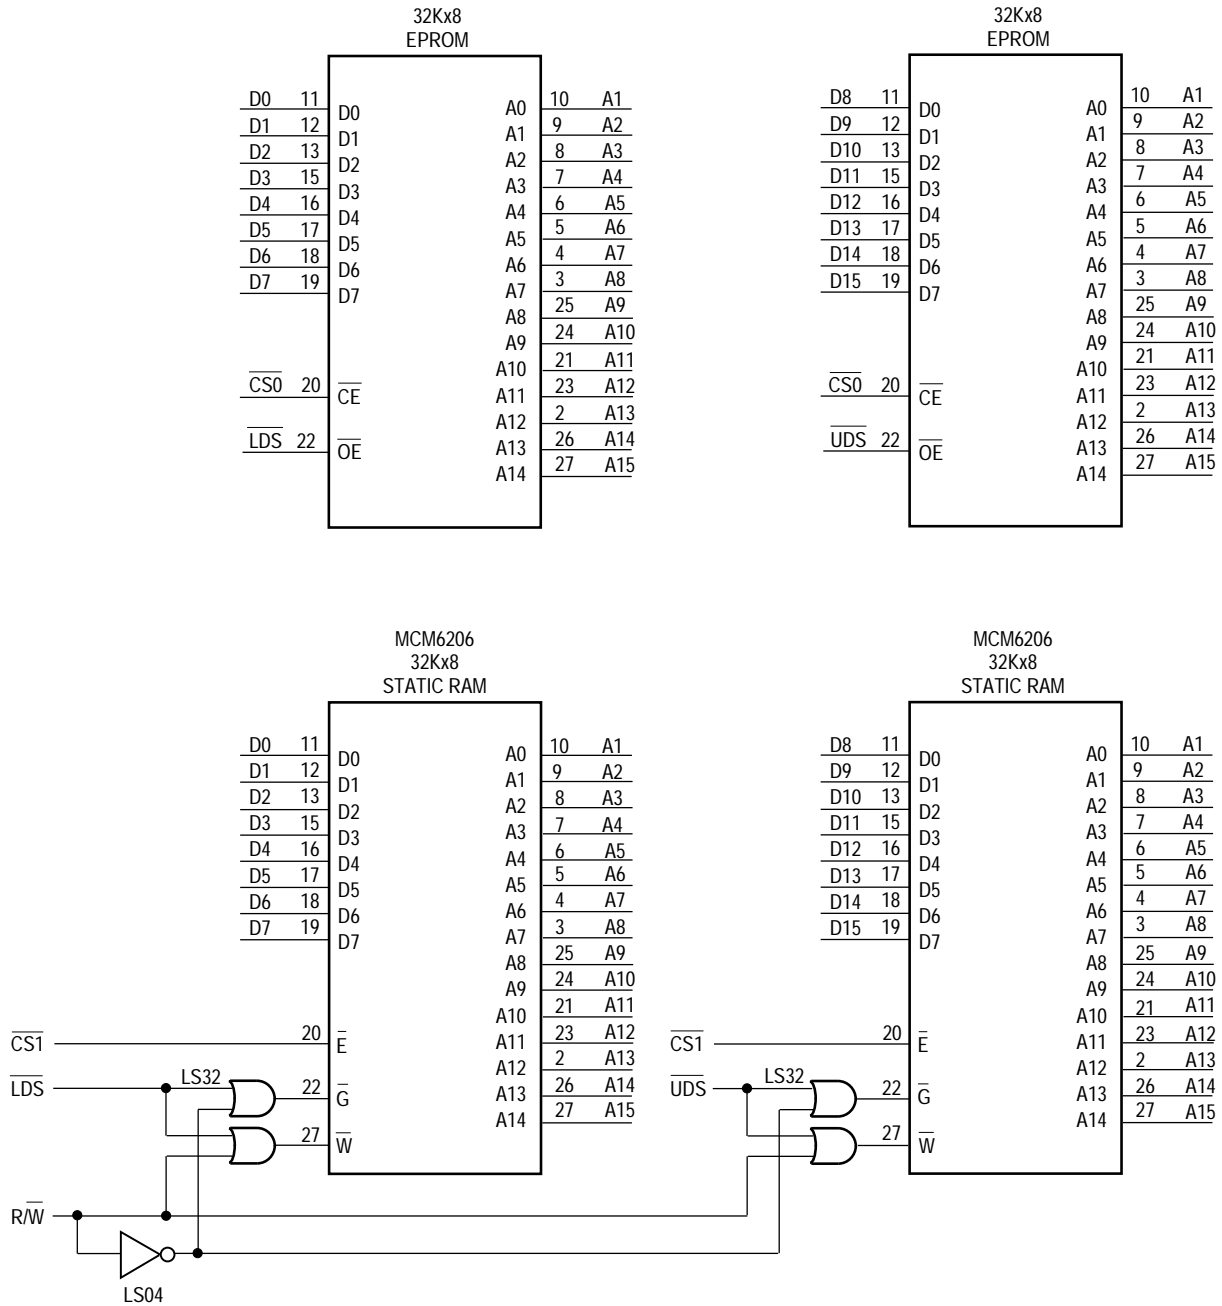 32Kx8
EPROM
D0 11 D0 A0 10 A1
D1 12 D1 A1 9 A2
D2 13 D2 A2 8 A3
D3 15 D3 A3 7 A4
D4 16 D4 A4 6 A5
D5 17 D5 A5 5 A6
D6 18 D6 A6 4 A7
D7 19 D7 A7 3 A8
A8 25 A9
A9 24 A10
A10 21 A11
CS0 20 CE A11 23 A12
A12 2 A13
LDS 22 OE A13 26 A14
A14 27 A15
32Kx8
EPROM
D8 11 D0 A0 10 A1
D9 12 D1 A1 9 A2
D10 13 D2 A2 8 A3
D11 15 D3 A3 7 A4
D12 16 D4 A4 6 A5
D13 17 D5 A5 5 A6
D14 18 D6 A6 4 A7
D15 19 D7 A7 3 A8
A8 25 A9
A9 24 A10
A10 21 A11
CS0 20 CE A11 23 A12
A12 2 A13
UDS 22 OE A13 26 A14
A14 27 A15
MCM6206
32Kx8
STATIC RAM
D0 11 D0 A0 10 A1
D1 12 D1 A1 9 A2
D2 13 D2 A2 8 A3
D3 15 D3 A3 7 A4
D4 16 D4 A4 6 A5
D5 17 D5 A5 5 A6
D6 18 D6 A6 4 A7
D7 19 D7 A7 3 A8
A8 25 A9
A9 24 A10
A10 21 A11
CS1 20 E A11 23 A12
A12 2 A13
LDS LS32 22 G A13 26 A14
A14 27 A15
27 W
R/W
LS04
MCM6206
32Kx8
STATIC RAM
D8 11 D0 A0 10 A1
D9 12 D1 A1 9 A2
D10 13 D2 A2 8 A3
D11 15 D3 A3 7 A4
D12 16 D4 A4 6 A5
D13 17 D5 A5 5 A6
D14 18 D6 A6 4 A7
D15 19 D7 A7 3 A8
A8 25 A9
A9 24 A10
A10 21 A11
CS1 20 E A11 23 A12
A12 2 A13
UDS LS32 22 G A13 26 A14
A14 27 A15
27 W